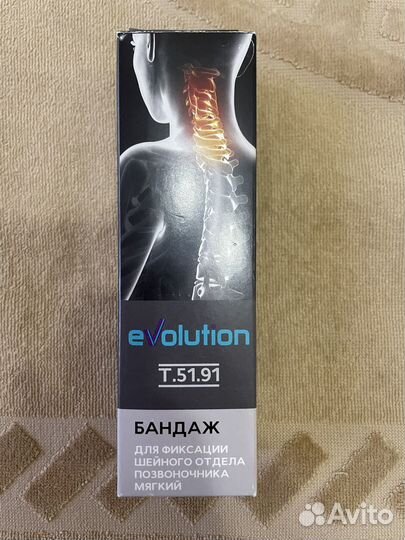 evolution
Т.51.91
БАНДАЖ
ДЛЯ ФИКСАЦИИ
ШЕЙНОГО ОТДЕЛА
ПОЗВОНОЧНИКА
МЯГКИЙ
Avito